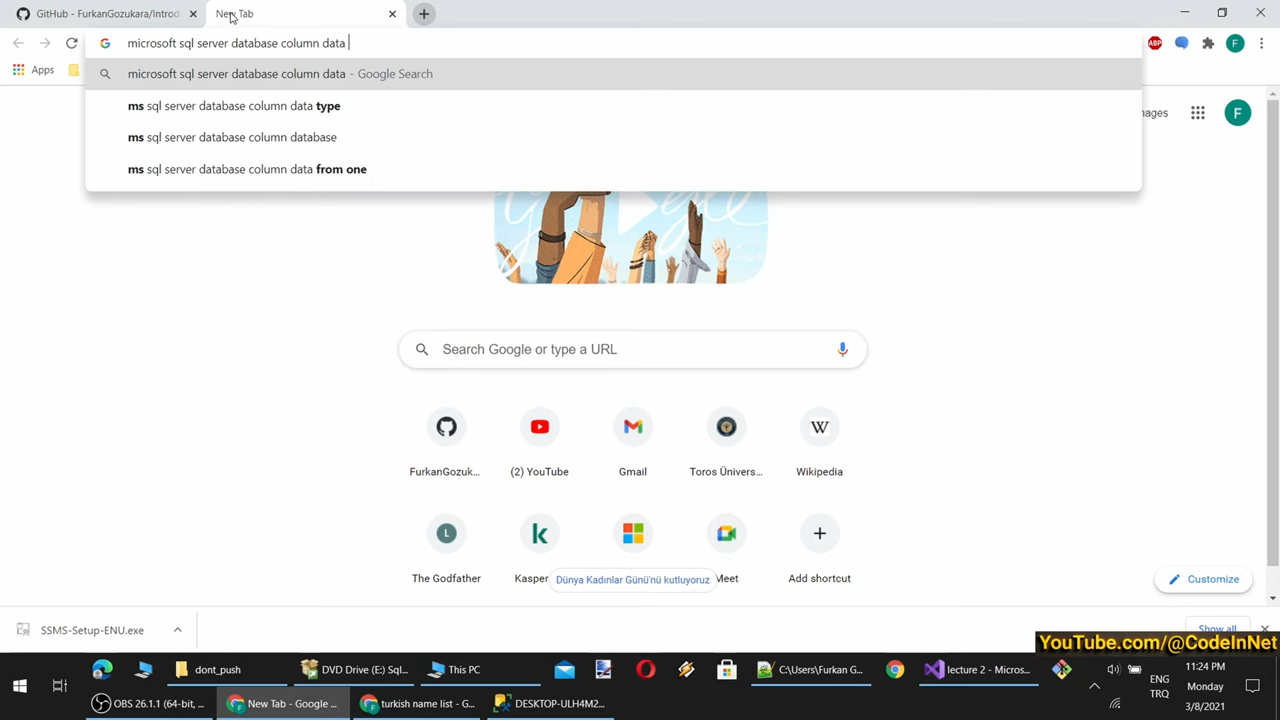 GitHub - FurkanGozukara/Introd
New Tab
microsoft sql server database column data
microsoft sql server database column data - Google Search
ms sql server database column data type
ms sql server database column database
ms sql server database column data from one
Apps
ABP
F
ages
F
Search Google or type a URL
FurkanGozuk...
(2) YouTube
Gmail
Toros Univers...
Wikipedia
The Godfather
Kasper
Meet
Add shortcut
Dünya Kadınlar Günü'nü kutluyoruz
Customize
SSMS-Setup-ENU.exe
Show all
YouTube.com/@CodeInNet
dont_push
DVD Drive (E:) Sql...
This PC
C:\Users\Furkan G...
lecture 2 - Micros...
OBS 26.1.1 (64-bit, ...
New Tab - Google ...
turkish name list - G...
DESKTOP-ULH4M2...
ENG
TRQ
11:24 PM
Monday
3/8/2021